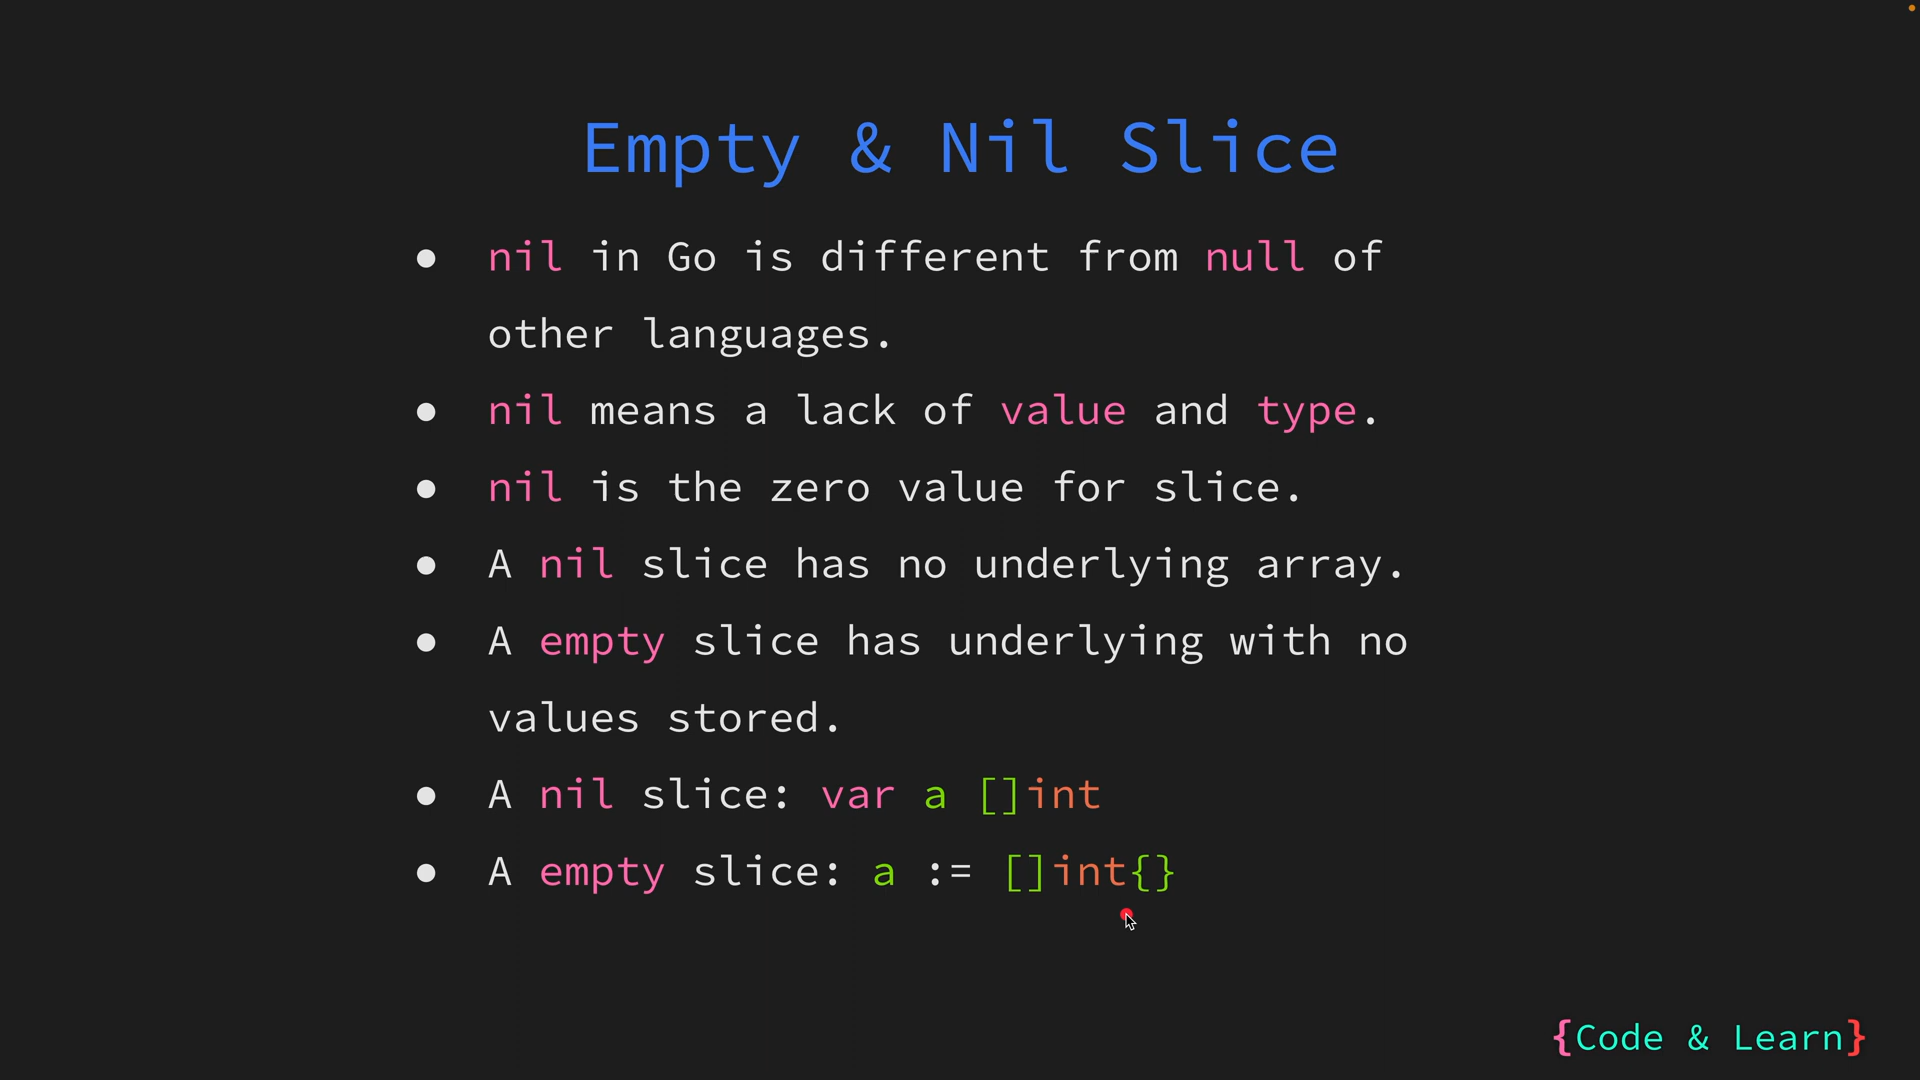 Empty & Nil Slice
● nil in Go is different from null of
other languages.
● nil means a lack of value and type.
● nil is the zero value for slice.
● A nil slice has no underlying array.
● A empty slice has underlying with no
values stored.
● A nil slice: var a []int
● A empty slice: a := []int{}
{Code & Learn}